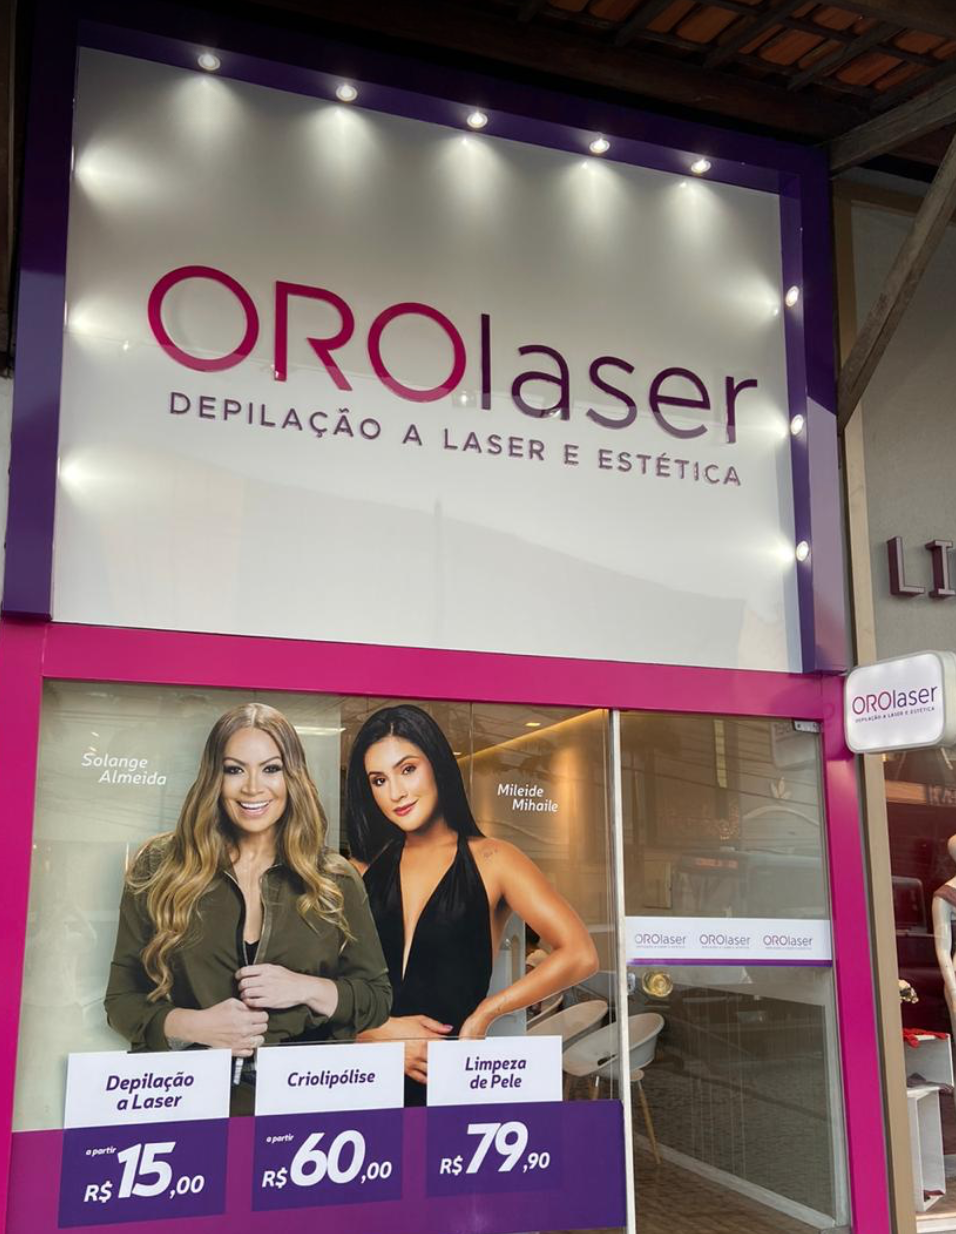 OROlaser
DEPILAÇÃO A LASER E ESTÉTICA
LI
OROlaser
DEPILAÇÃO A LASER E ESTÉTICA
Solange
Almeida
Mileide
Mihaile
OROlaser OROlaser OROlaser
Depilação
a Laser
a partir
R$15,00
Criolipólise
a partir
R$60,00
Limpeza
de Pele
R$79,90